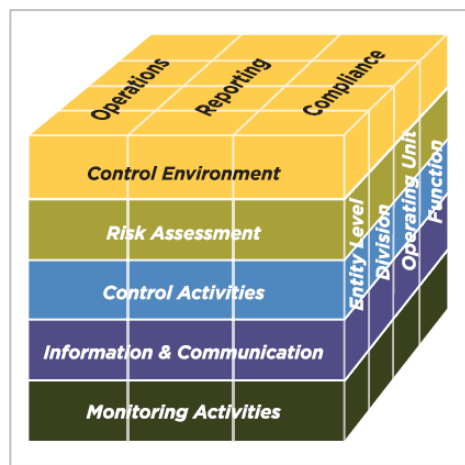 Operations
Reporting
Compliance
Control Environment
Risk Assessment
Control Activities
Information & Communication
Monitoring Activities
Entity Level
Division
Operating Unit
Function